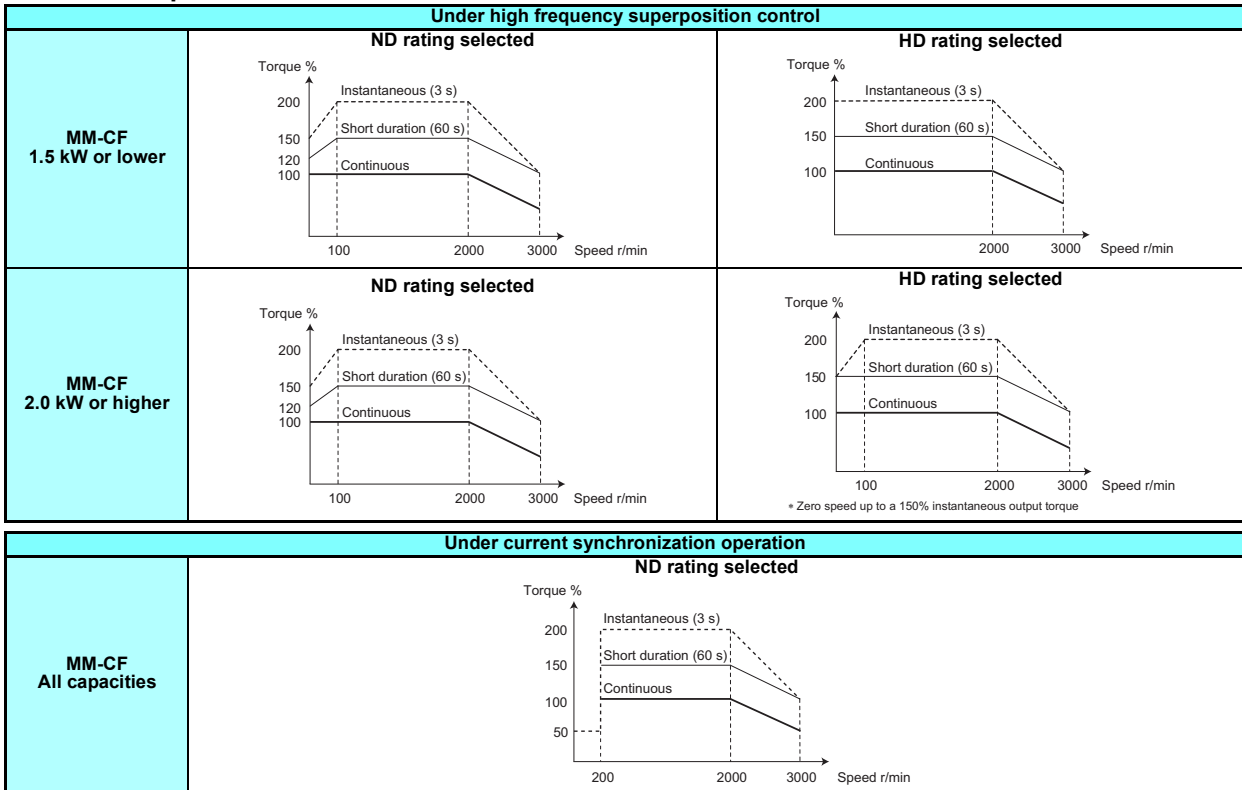 Under high frequency superposition control
MM-CF
1.5 kW or lower
ND rating selected
Torque %
200
150
120
100
Instantaneous (3 s)
Short duration (60 s)
Continuous
100
2000
3000
Speed r/min
HD rating selected
Torque %
200
150
100
Instantaneous (3 s)
Short duration (60 s)
Continuous
2000
3000
Speed r/min
MM-CF
2.0 kW or higher
ND rating selected
Torque %
200
150
120
100
Instantaneous (3 s)
Short duration (60 s)
Continuous
100
2000
3000
Speed r/min
HD rating selected
Torque %
200
150
100
Instantaneous (3 s)
Short duration (60 s)
Continuous
100
2000
3000
Speed r/min
* Zero speed up to a 150% instantaneous output torque
Under current synchronization operation
MM-CF
All capacities
ND rating selected
Torque %
200
150
100
50
Instantaneous (3 s)
Short duration (60 s)
Continuous
200
2000
3000
Speed r/min